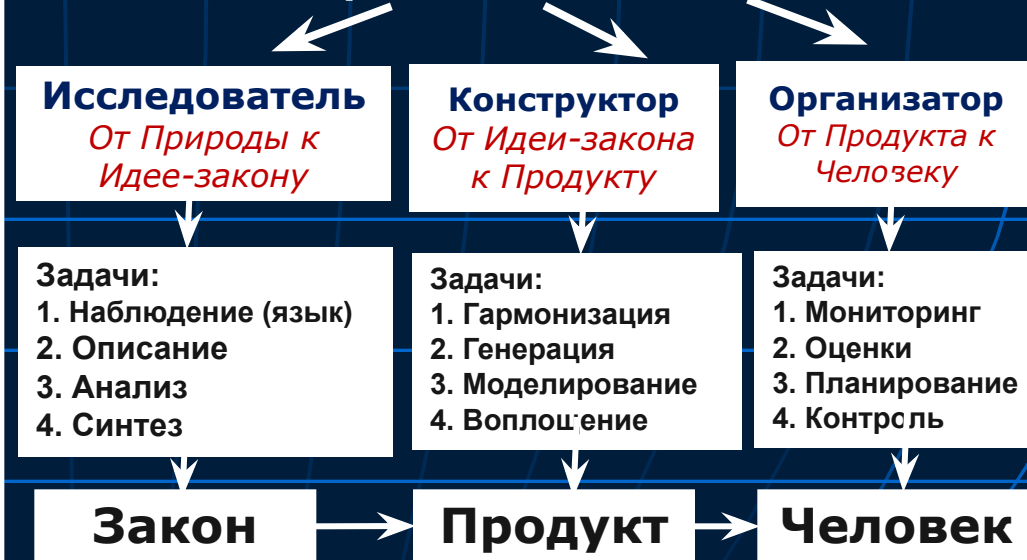 Исследователь
От Природы к
Идее-закону
Конструктор
От Идеи-закона
к Продукту
Организатор
От Продукта к
Человеку
Задачи:
1. Наблюдение (язык)
2. Описание
3. Анализ
4. Синтез
Задачи:
1. Гармонизация
2. Генерация
3. Моделирование
4. Воплощение
Задачи:
1. Мониторинг
2. Оценки
3. Планирование
4. Контроль
Закон
Продукт
Человек